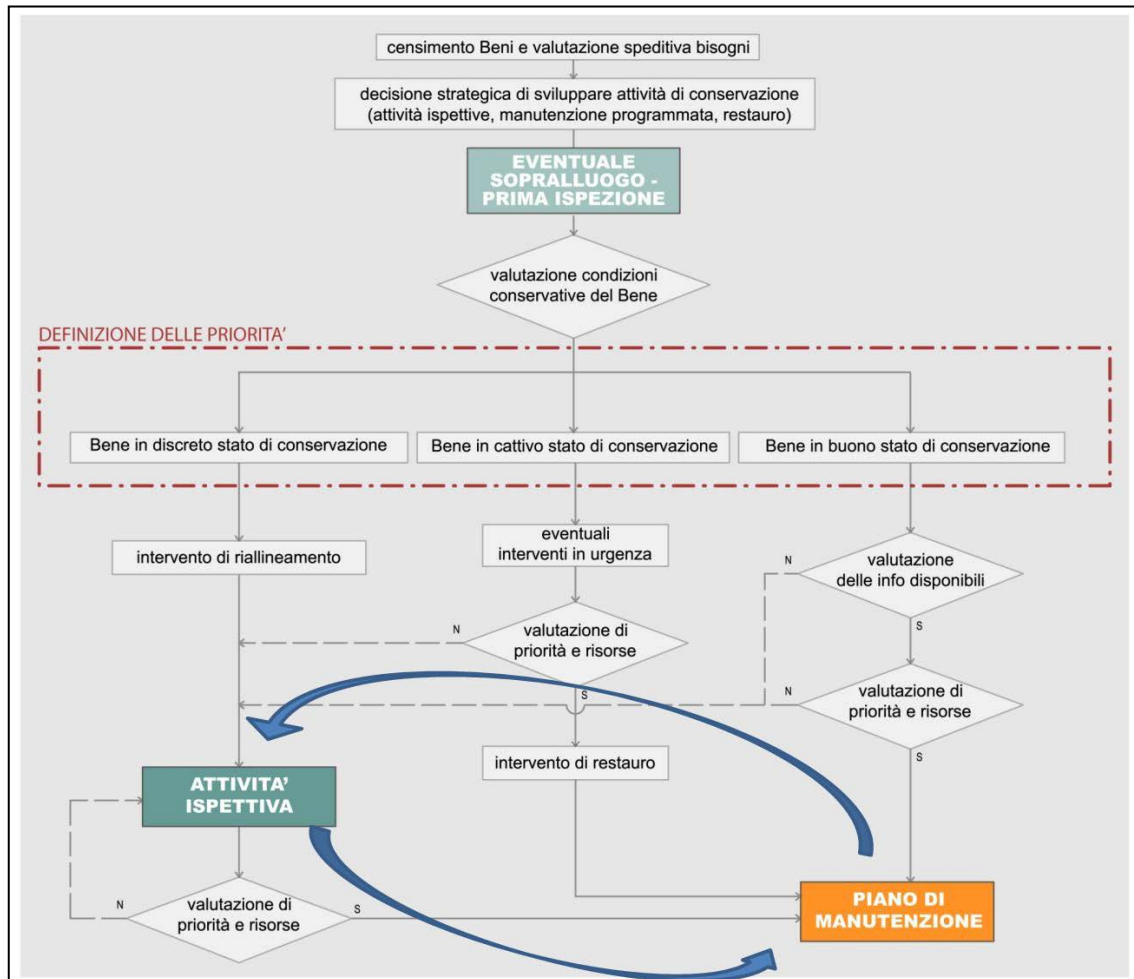 censimento Beni e valutazione speditiva bisogni
decisione strategica di sviluppare attività di conservazione
(attività ispettive, manutenzione programmata, restauro)
EVENTUALE
SOPRALLUOGO -
PRIMA ISPEZIONE
valutazione condizioni
conservative del Bene
DEFINIZIONE DELLE PRIORITA'
Bene in discreto stato di conservazione
Bene in cattivo stato di conservazione
Bene in buono stato di conservazione
intervento di riallineamento
eventuali
interventi in urgenza
N
valutazione
delle info disponibili
S
N
valutazione di
priorità e risorse
S
N
valutazione di
priorità e risorse
S
intervento di restauro
ATTIVITA'
ISPETTIVA
N
valutazione di
priorità e risorse
S
PIANO DI
MANUTENZIONE